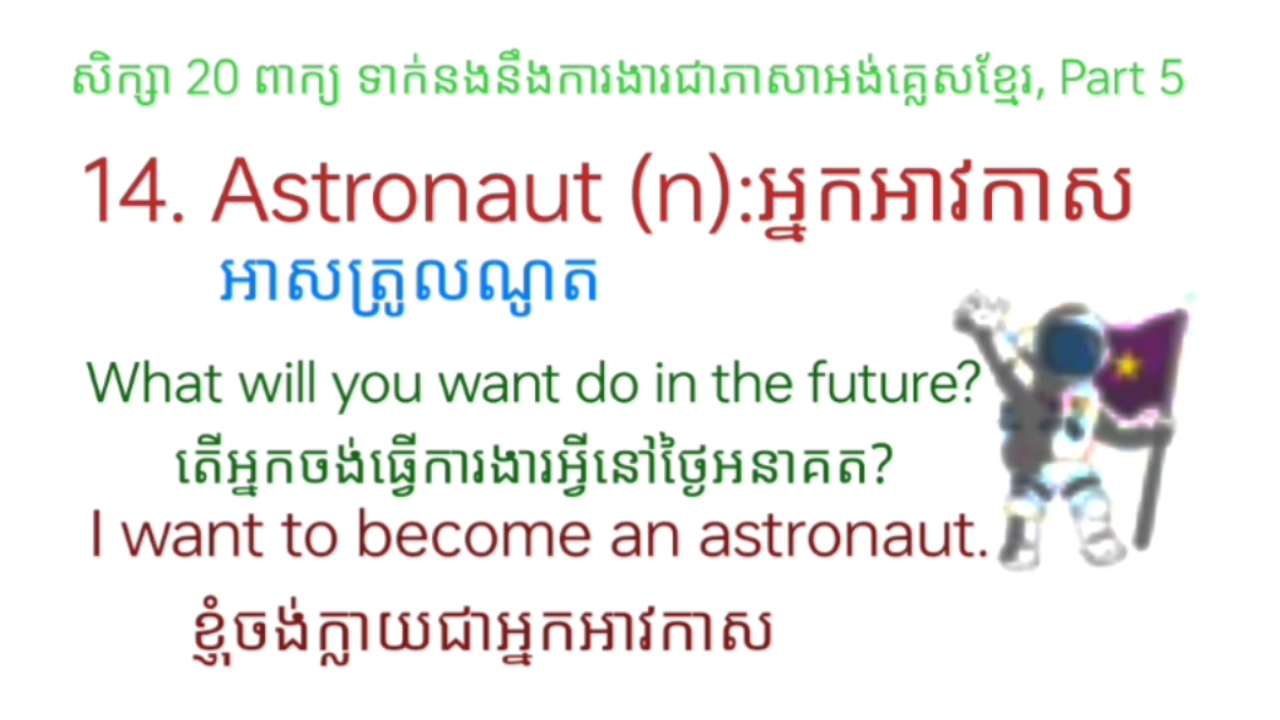 សិក្សា 20 ពាក្យ ទាក់នងនឹងការងារជាភាសាអង់គ្លេសខ្មែរ, Part 5
14. Astronaut (n):អ្នកអាវកាស
អាសត្រូលណូត
What will you want do in the future?
តើអ្នកចង់ធ្វើការងារអ្វីនៅថ្ងៃអនាគត?
I want to become an astronaut.
ខ្ញុំចង់ក្លាយជាអ្នកអាវកាស